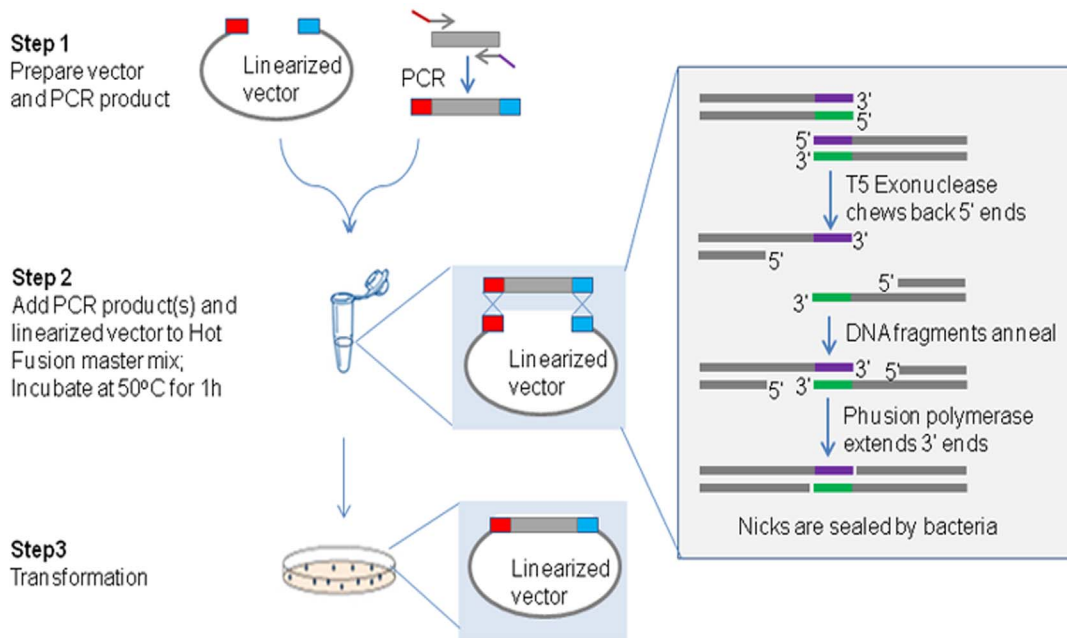 Step 1
Prepare vector
and PCR product
Linearized
vector
PCR
Step 2
Add PCR product(s) and
linearized vector to Hot
Fusion master mix;
Incubate at 50ºC for 1h
Linearized
vector
Step3
Transformation
Linearized
vector
3'
5'
5'
3'
T5 Exonuclease
chews back 5' ends
3'
5'
5'
3'
DNA fragments anneal
3' 5'
5' 3'
Phusion polymerase
extends 3' ends
Nicks are sealed by bacteria